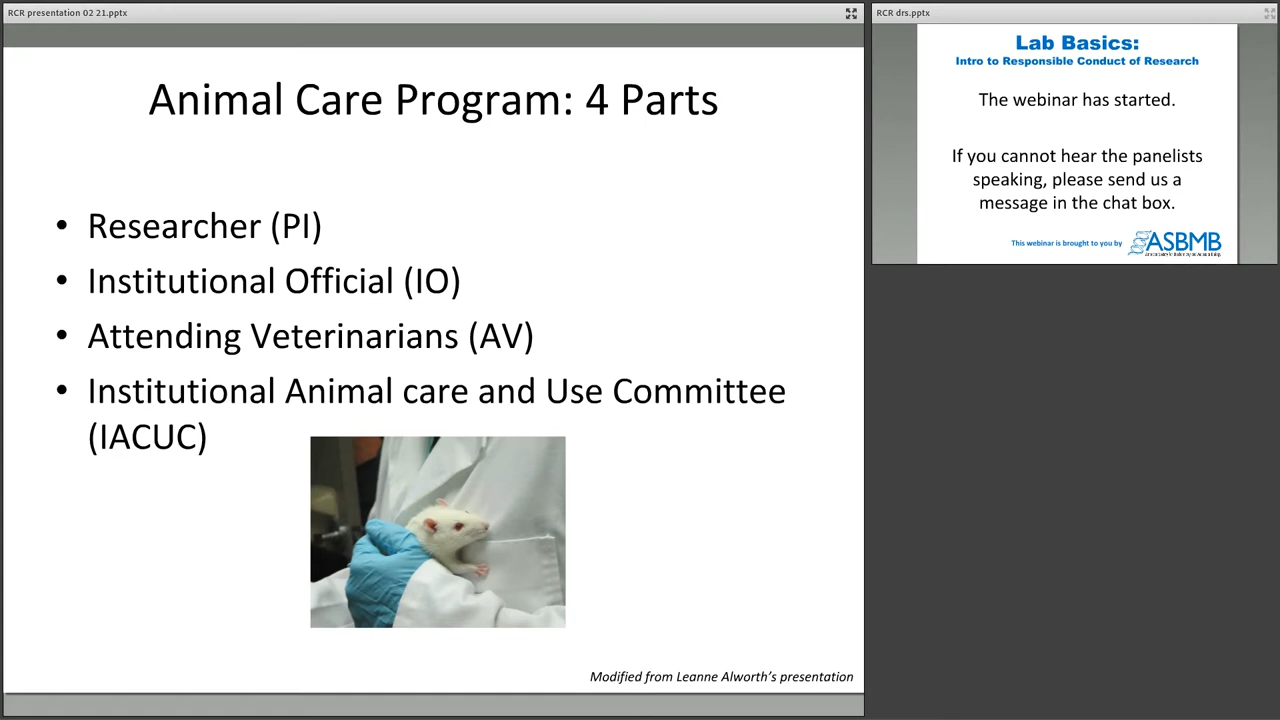 RCR presentation 02 21.pptx
Animal Care Program: 4 Parts
• Researcher (PI)
• Institutional Official (IO)
• Attending Veterinarians (AV)
• Institutional Animal care and Use Committee
(IACUC)
Modified from Leanne Alworth's presentation
RCR drs.pptx
Lab Basics:
Intro to Responsible Conduct of Research
The webinar has started.
If you cannot hear the panelists
speaking, please send us a
message in the chat box.
This webinar is brought to you by
ASBMB